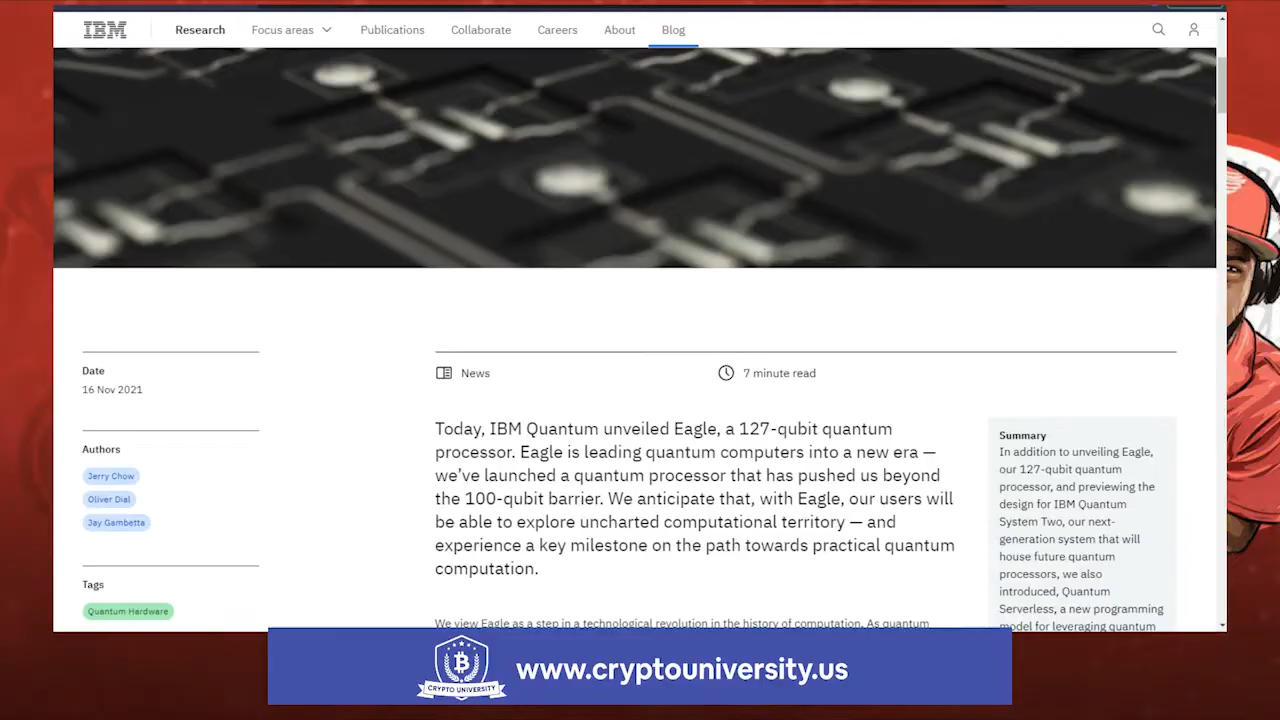 IBM
Research
Focus areas
Publications
Collaborate
Careers
About
Blog
Date
16 Nov 2021
Authors
Jerry Chow
Oliver Dial
Jay Gambetta
Tags
Quantum Hardware
News
7 minute read
Today, IBM Quantum unveiled Eagle, a 127-qubit quantum
processor. Eagle is leading quantum computers into a new era —
we’ve launched a quantum processor that has pushed us beyond
the 100-qubit barrier. We anticipate that, with Eagle, our users will
be able to explore uncharted computational territory — and
experience a key milestone on the path towards practical quantum
computation.
We view Eagle as a step in a technological revolution in the history of computation. As quantum
Summary
In addition to unveiling Eagle,
our 127-qubit quantum
processor, and previewing the
design for IBM Quantum
System Two, our next-
generation system that will
house future quantum
processors, we also
introduced, Quantum
Serverless, a new programming
model for leveraging quantum
CRYPTO UNIVERSITY
www.cryptouniversity.us